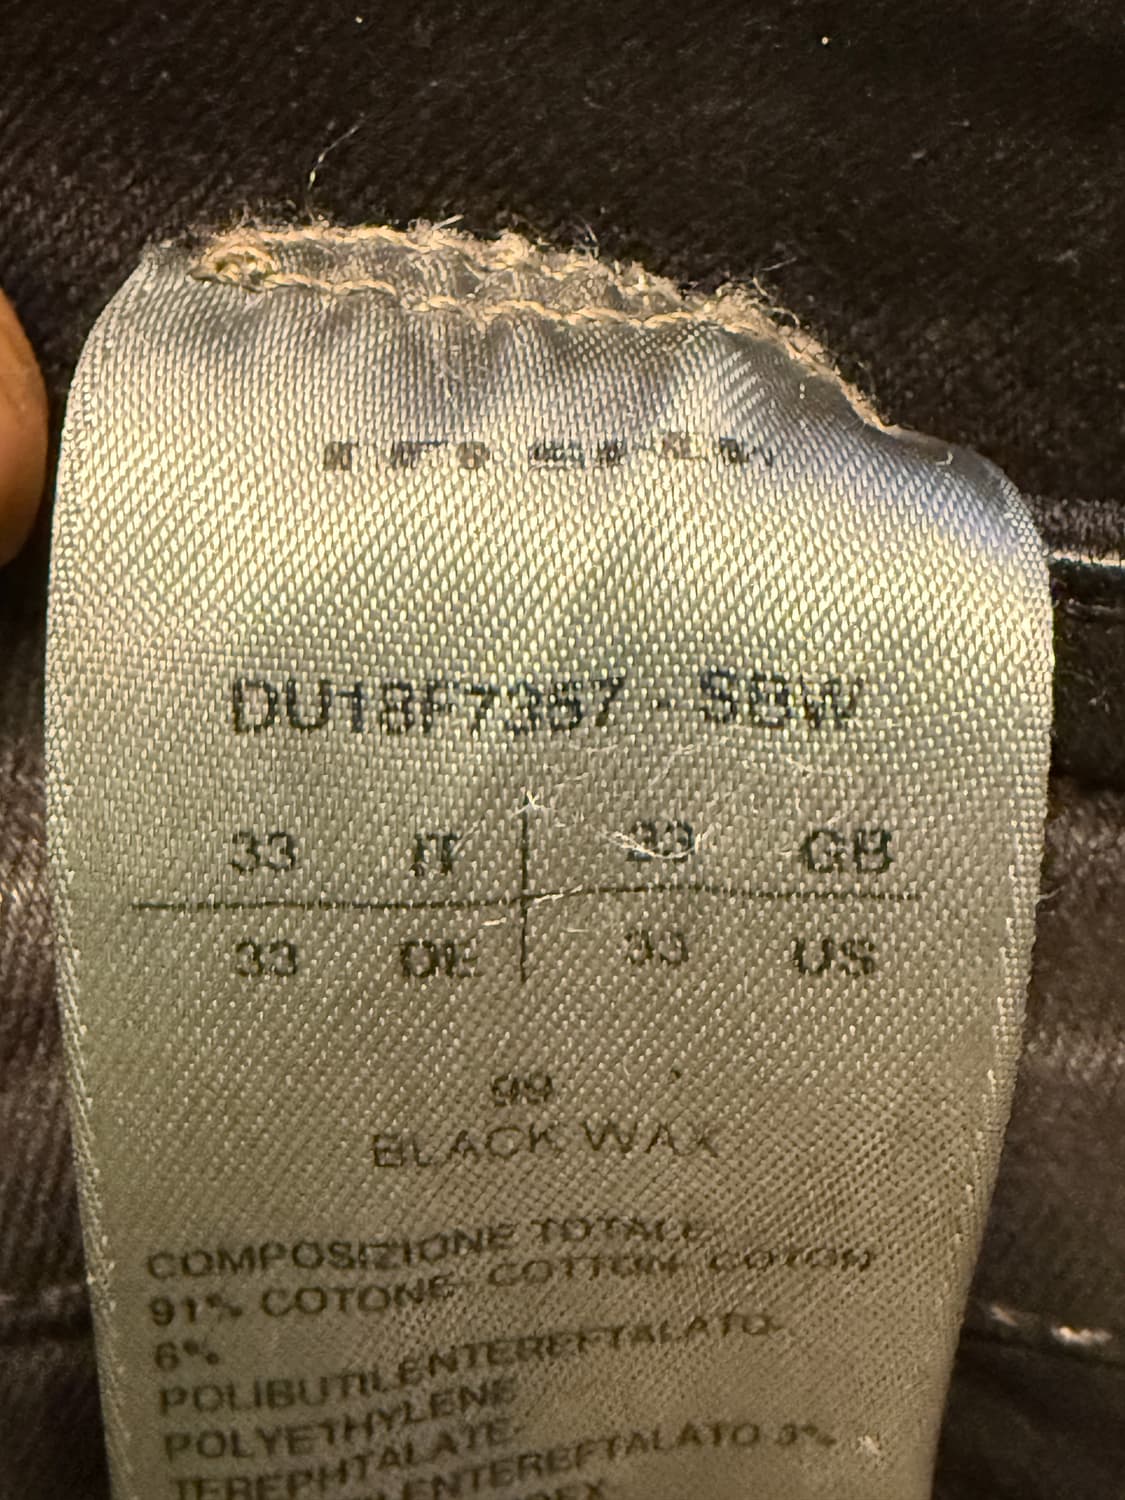 DU18F7367 - SBW
33 IT 33 GB
33 DE 33 US
99
BLACK WAX
COMPOSIZIONE TOTALE
91% COTONE- COTTON- COTON
6%
POLIBUTILENTEREFTALATO-
POLYETHYLENE
TEREPHTALATE-